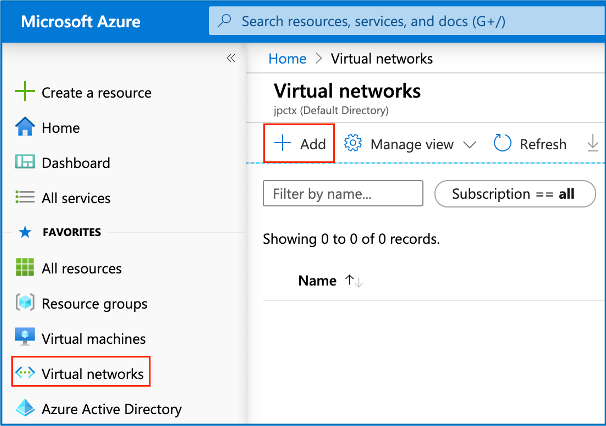 Microsoft Azure
Search resources, services, and docs (G+/)
«
Create a resource
Home
Dashboard
All services
FAVORITES
All resources
Resource groups
Virtual machines
Virtual networks
Azure Active Directory
Home > Virtual networks
Virtual networks
jpctx (Default Directory)
+ Add Manage view Refresh
Filter by name... Subscription == all
Showing 0 to 0 of 0 records.
Name ↑↓